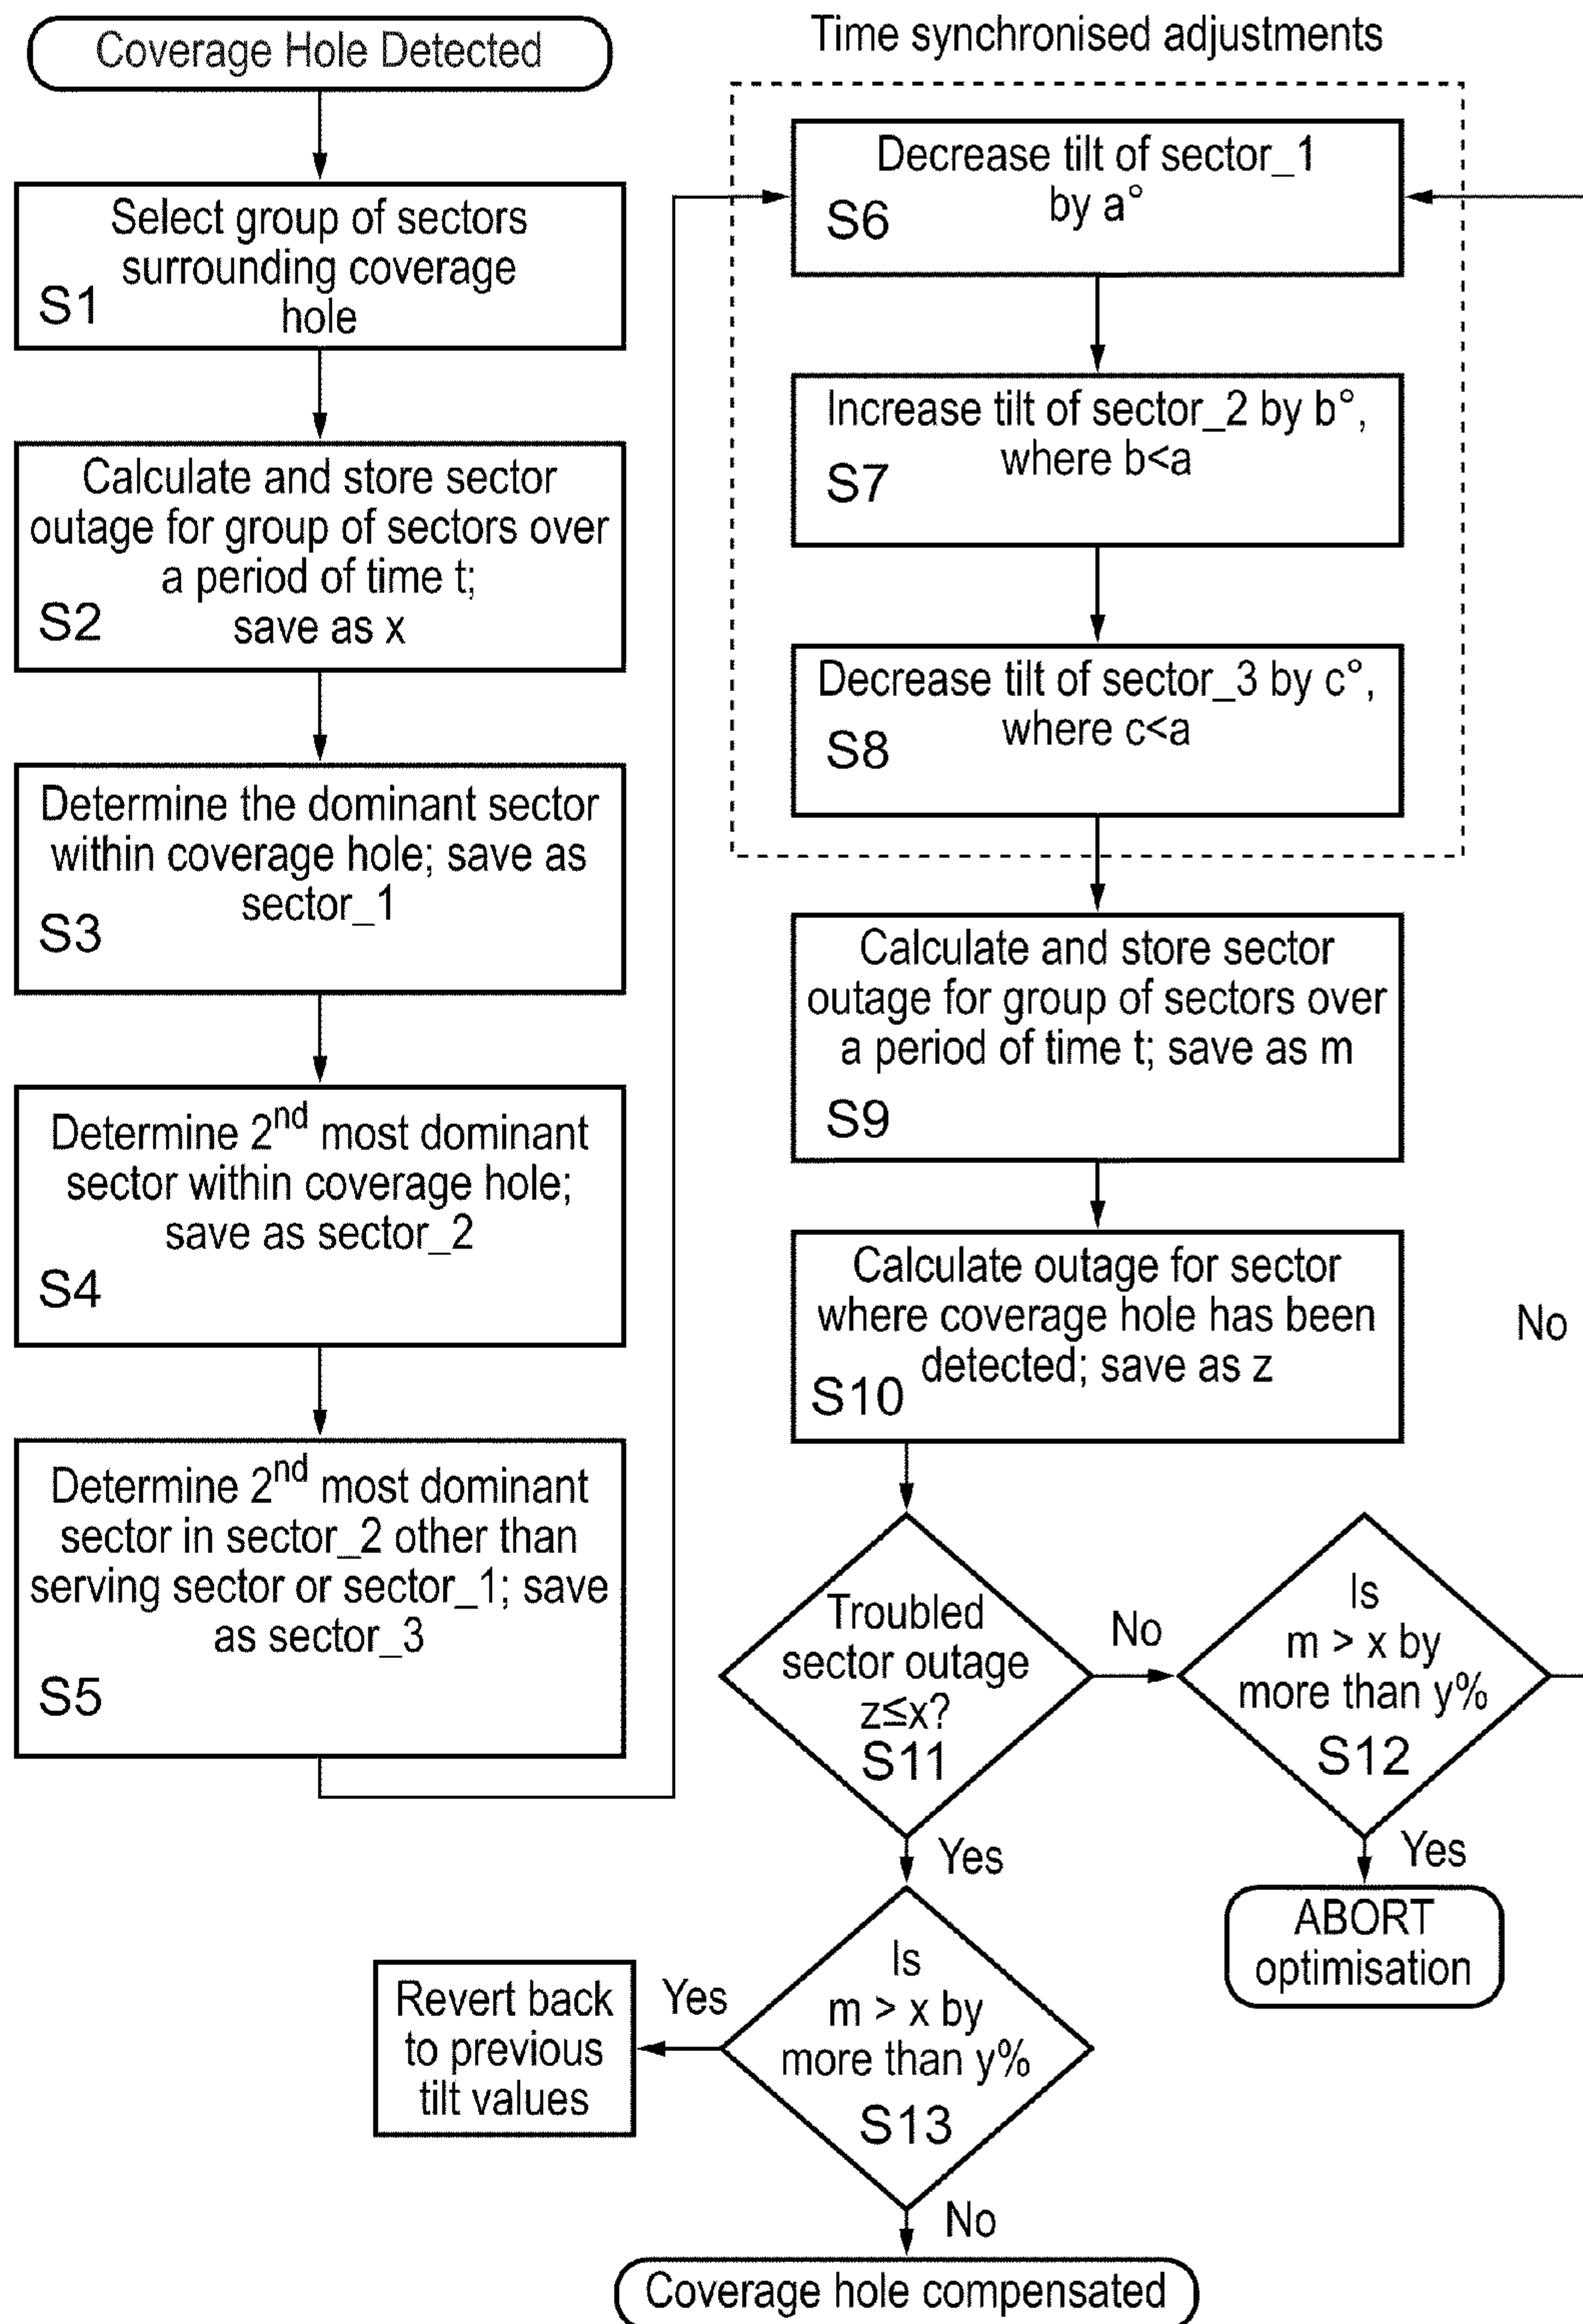 Coverage Hole Detected
Select group of sectors
surrounding coverage
hole
S1
Calculate and store sector
outage for group of sectors over
a period of time t;
save as x
S2
Determine the dominant sector
within coverage hole; save as
sector_1
S3
Determine 2nd most dominant
sector within coverage hole;
save as sector_2
S4
Determine 2nd most dominant
sector in sector_2 other than
serving sector or sector_1; save
as sector_3
S5
Time synchronised adjustments
Decrease tilt of sector_1
by a°
S6
Increase tilt of sector_2 by b°,
where b<a
S7
Decrease tilt of sector_3 by c°,
where c<a
S8
Calculate and store sector
outage for group of sectors over
a period of time t; save as m
S9
Calculate outage for sector
where coverage hole has been
detected; save as z
S10
No
Troubled
sector outage
z≤x?
S11
No
Is
m > x by
more than y%
S12
Yes
ABORT
optimisation
Yes
Is
m > x by
more than y%
S13
Yes
Revert back
to previous
tilt values
No
Coverage hole compensated